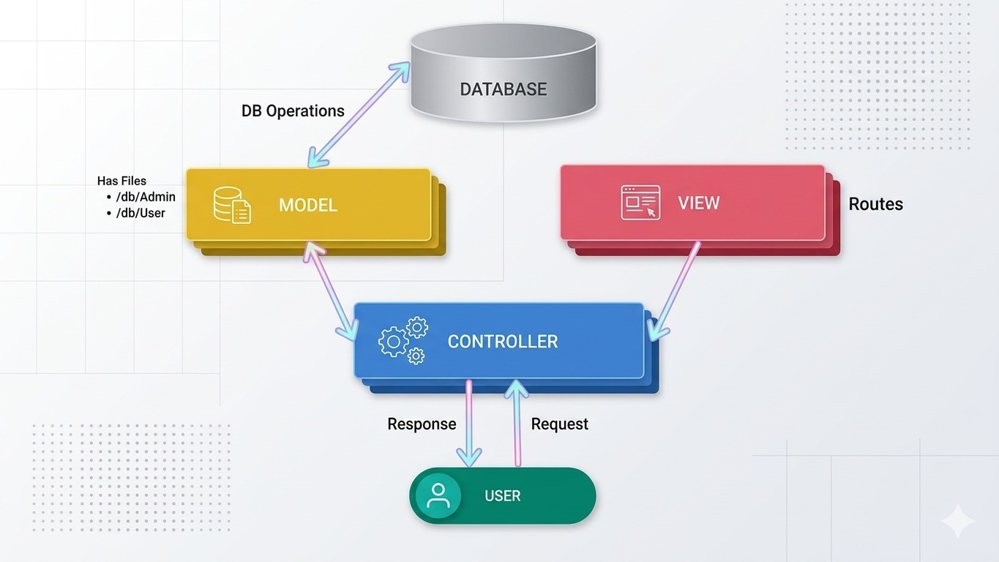 DATABASE
DB Operations
Has Files
• /db/Admin
• /db/User
MODEL
VIEW
Routes
CONTROLLER
Response
Request
USER